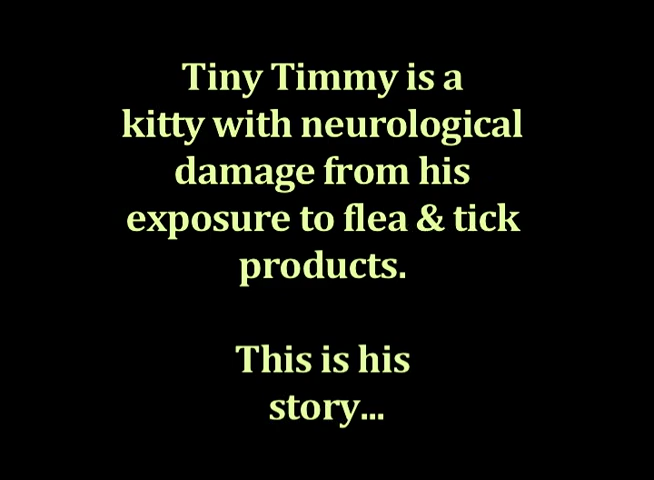 Tiny Timmy is a
kitty with neurological
damage from his
exposure to flea & tick
products.
This is his
story...